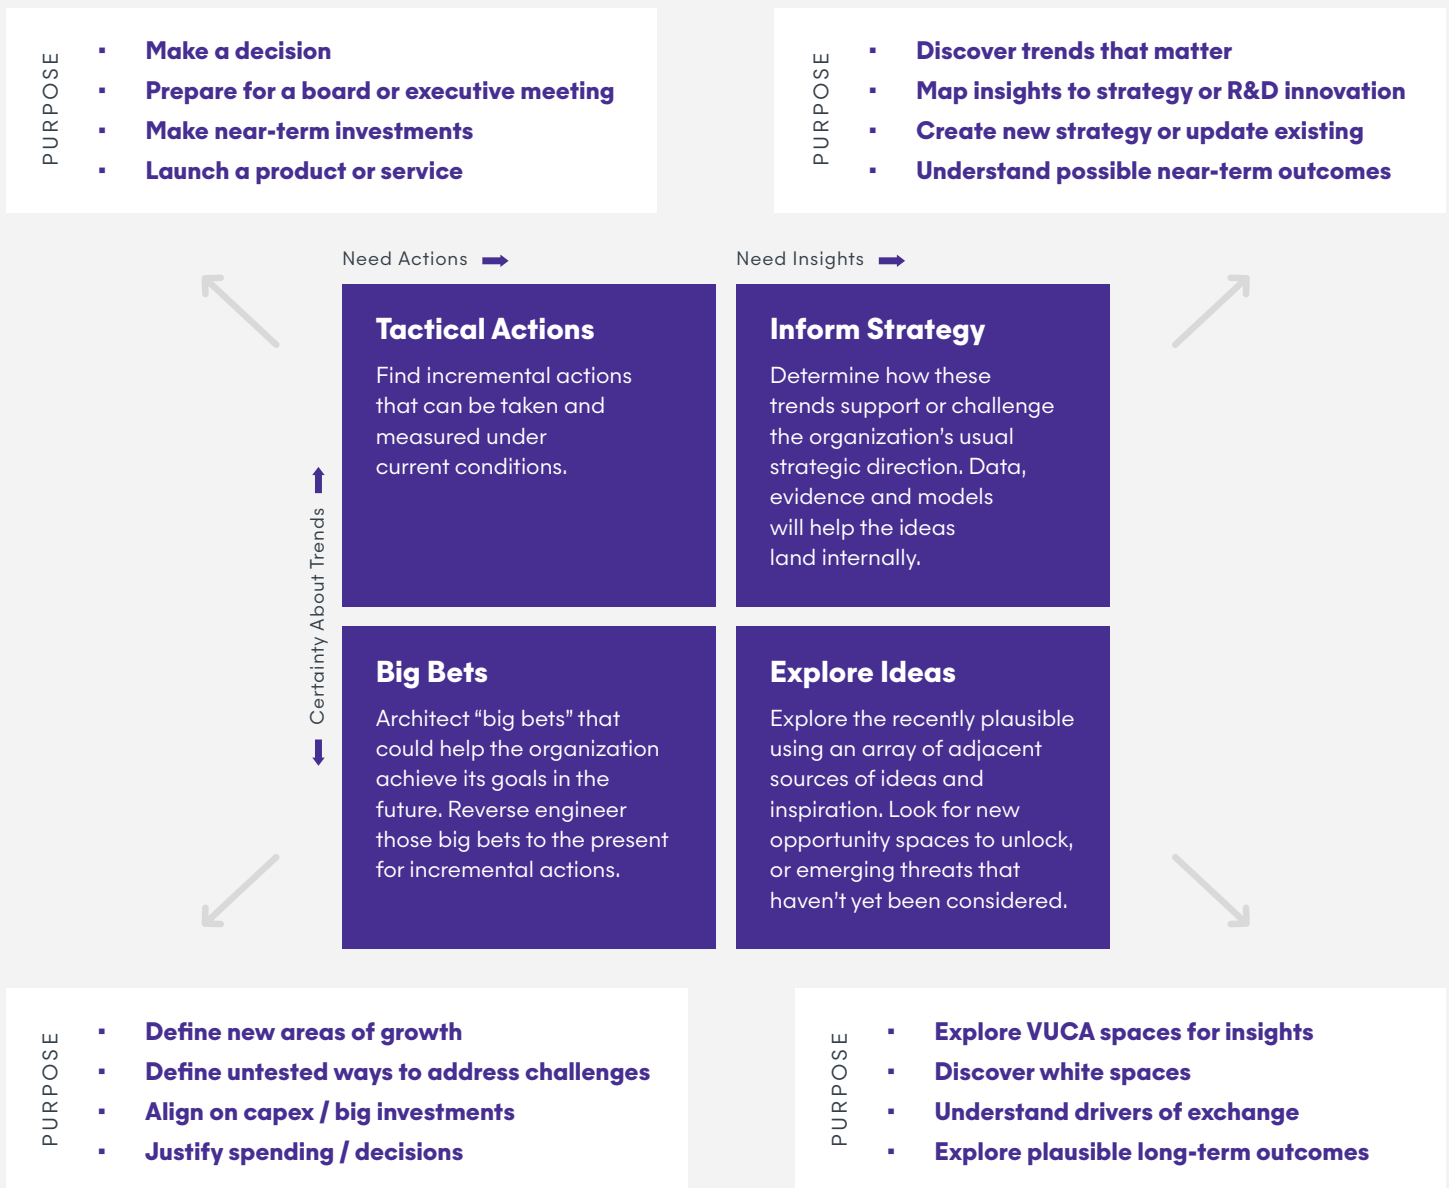 PURPOSE
▪ Make a decision
▪ Prepare for a board or executive meeting
▪ Make near-term investments
▪ Launch a product or service
PURPOSE
▪ Discover trends that matter
▪ Map insights to strategy or R&D innovation
▪ Create new strategy or update existing
▪ Understand possible near-term outcomes
Need Actions
Need Insights
Certainty About Trends
Tactical Actions
Find incremental actions
that can be taken and
measured under
current conditions.
Inform Strategy
Determine how these
trends support or challenge
the organization’s usual
strategic direction. Data,
evidence and models
will help the ideas
land internally.
Big Bets
Architect “big bets” that
could help the organization
achieve its goals in the
future. Reverse engineer
those big bets to the present
for incremental actions.
Explore Ideas
Explore the recently plausible
using an array of adjacent
sources of ideas and
inspiration. Look for new
opportunity spaces to unlock,
or emerging threats that
haven’t yet been considered.
PURPOSE
▪ Define new areas of growth
▪ Define untested ways to address challenges
▪ Align on capex / big investments
▪ Justify spending / decisions
PURPOSE
▪ Explore VUCA spaces for insights
▪ Discover white spaces
▪ Understand drivers of exchange
▪ Explore plausible long-term outcomes